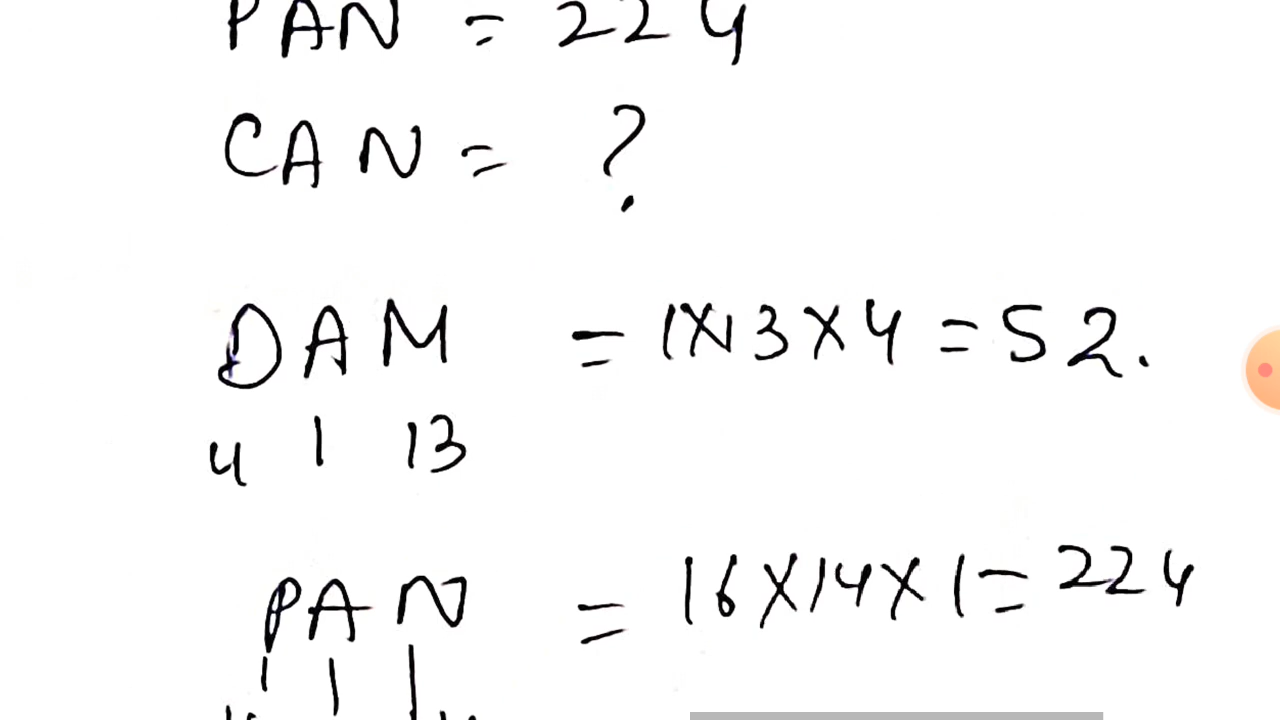 PAN = 224
CAN = ?
DAM = 1X13X4 = 52.
4 1 13
PAN = 16X14X1 = 224